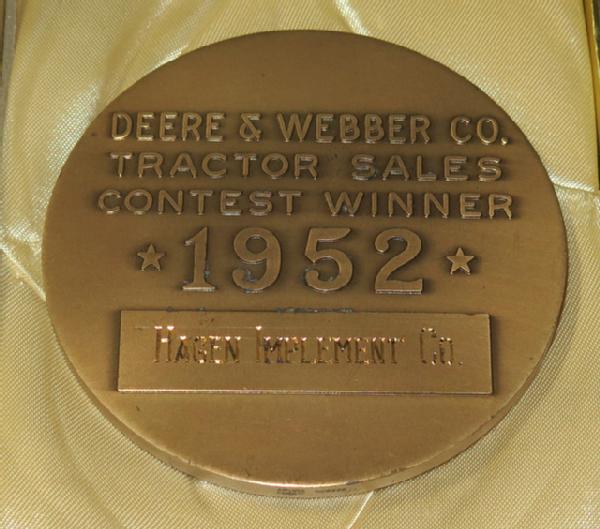 DEERE & WEBBER CO.
TRACTOR SALES
CONTEST WINNER
★ 1952 ★
HAGEN IMPLEMENT CO.